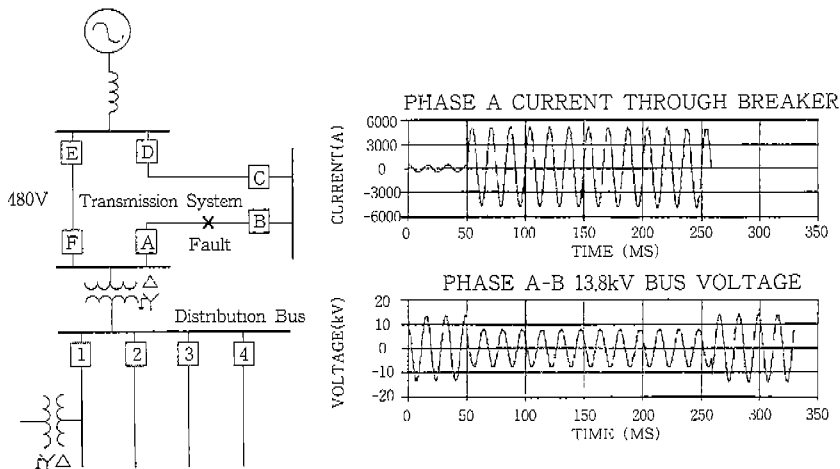 E
D
C
480V
Transmission System
B
F
A
Fault
Δ
Y
Distribution Bus
1
2
3
4
Y Δ
PHASE A CURRENT THROUGH BREAKER
CURRENT(A)
6000
3000
0
-3000
-6000
0 50 100 150 200 250 300 350
TIME (MS)
PHASE A-B 13.8kV BUS VOLTAGE
VOLTAGE(kV)
20
10
0
-10
-20
0 50 100 150 200 250 300 350
TIME (MS)